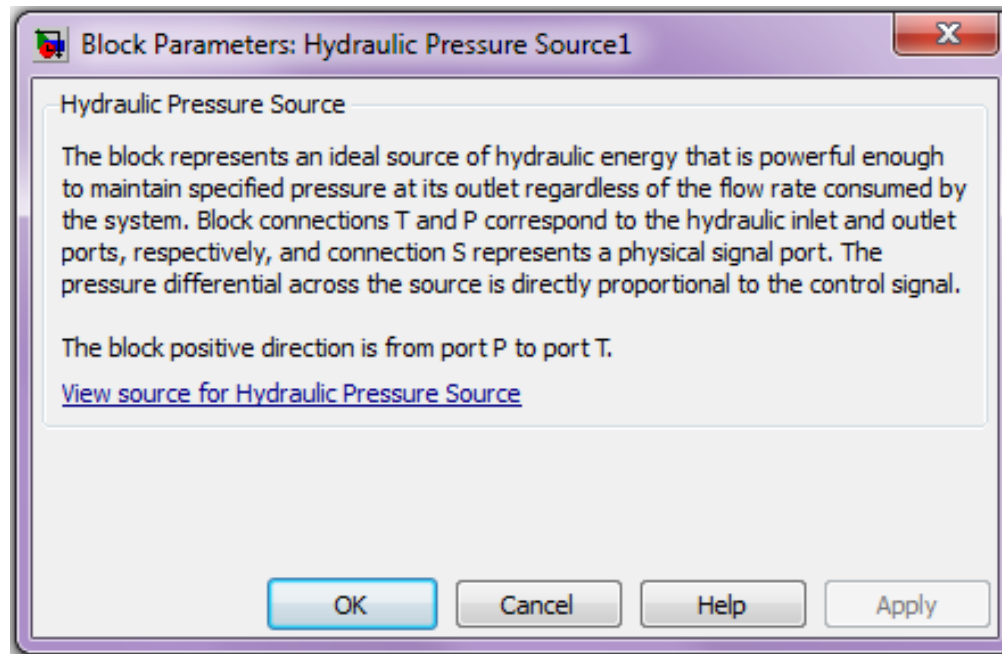 Block Parameters: Hydraulic Pressure Source1
Hydraulic Pressure Source
The block represents an ideal source of hydraulic energy that is powerful enough
to maintain specified pressure at its outlet regardless of the flow rate consumed by
the system. Block connections T and P correspond to the hydraulic inlet and outlet
ports, respectively, and connection S represents a physical signal port. The
pressure differential across the source is directly proportional to the control signal.
The block positive direction is from port P to port T.
View source for Hydraulic Pressure Source
OK Cancel Help Apply